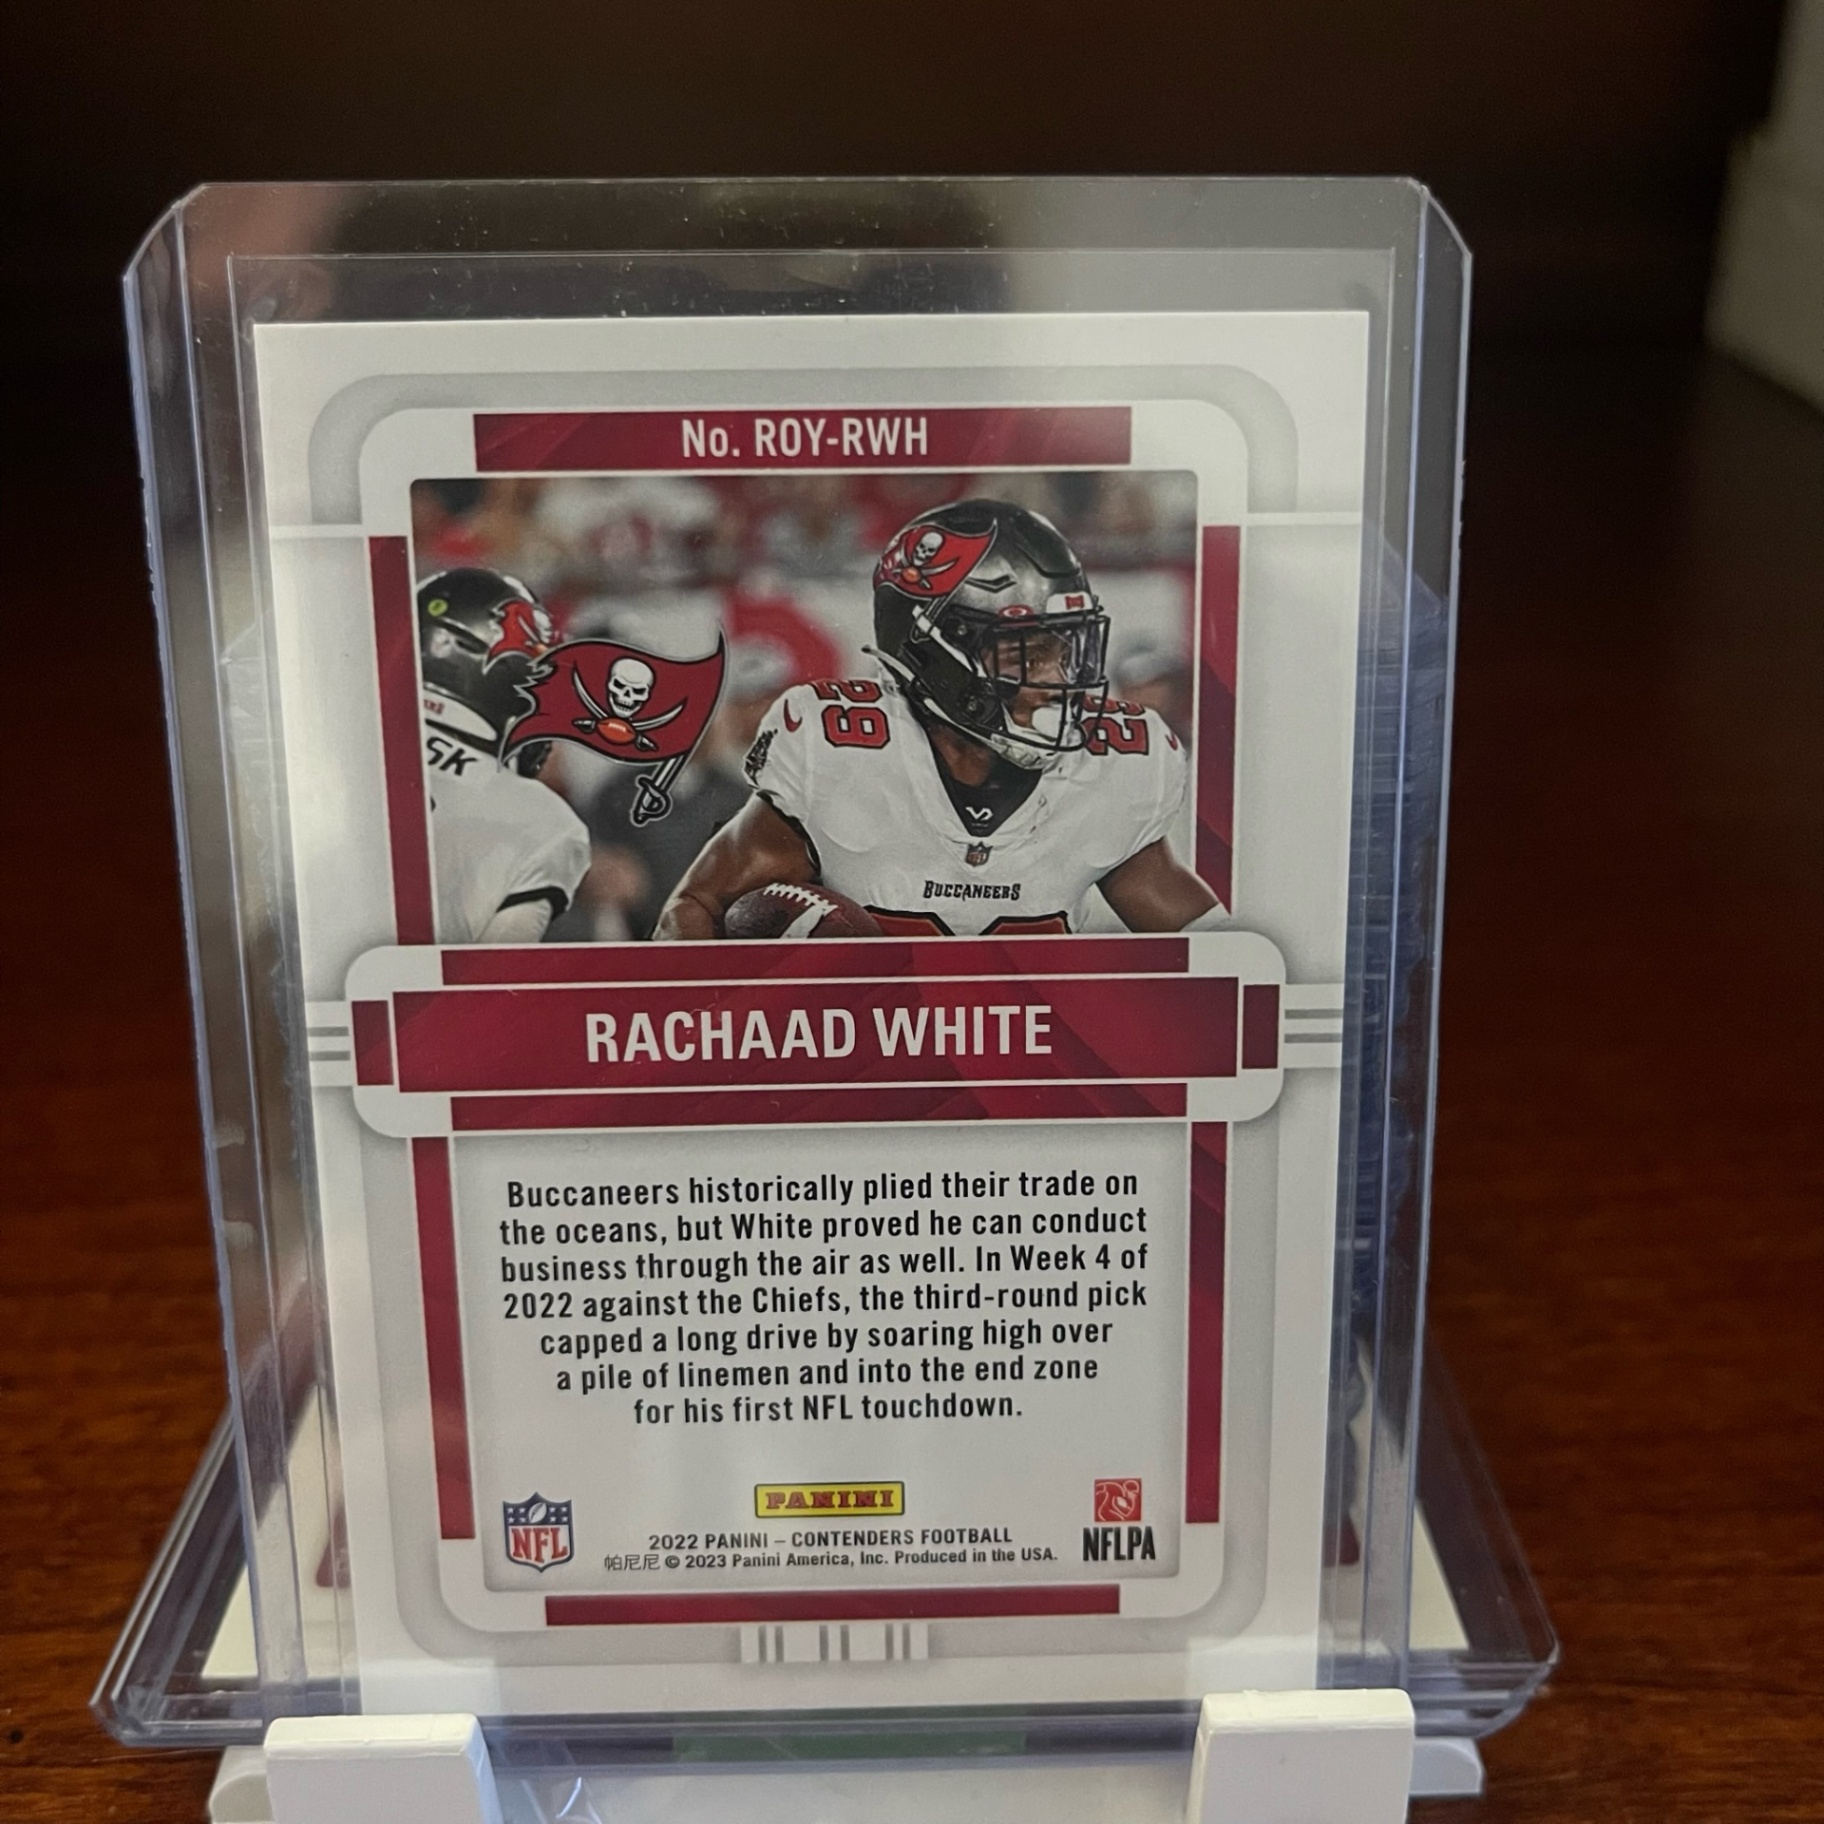 No. ROY-RWH
SK
29
29
BUCCANEERS
RACHAAD WHITE
Buccaneers historically plied their trade on
the oceans, but White proved he can conduct
business through the air as well. In Week 4 of
2022 against the Chiefs, the third-round pick
capped a long drive by soaring high over
a pile of linemen and into the end zone
for his first NFL touchdown.
NFL
PANINI
2022 PANINI – CONTENDERS FOOTBALL
帕尼尼 © 2023 Panini America, Inc. Produced in the USA.
NFLPA